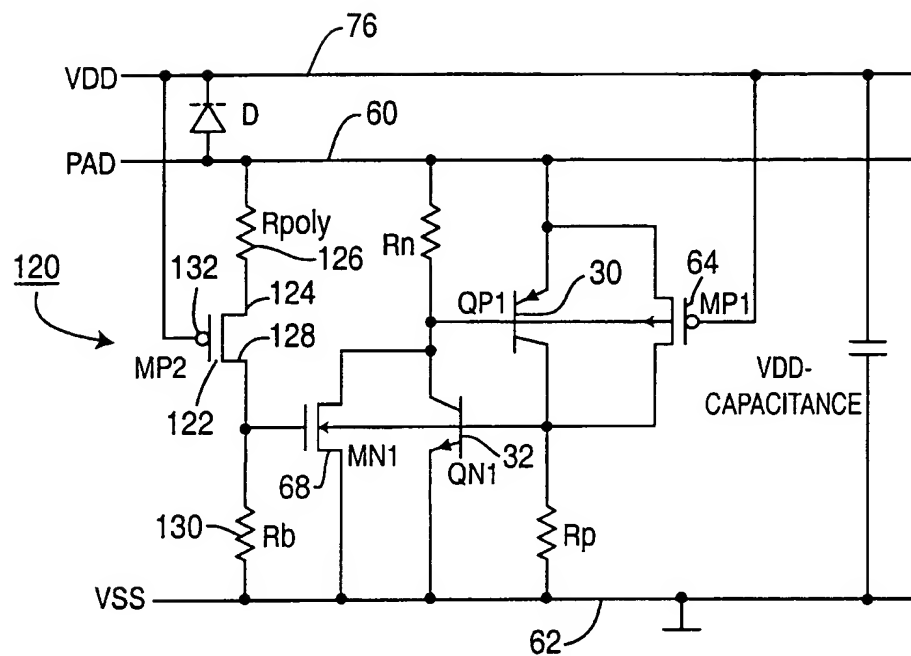 76
VDD
D
60
PAD
Rpoly
126
Rn
64
120
132
124
QP1
30
MP1
128
MP2
122
VDD-
CAPACITANCE
MN1
32
68
QN1
130
Rb
Rp
VSS
62